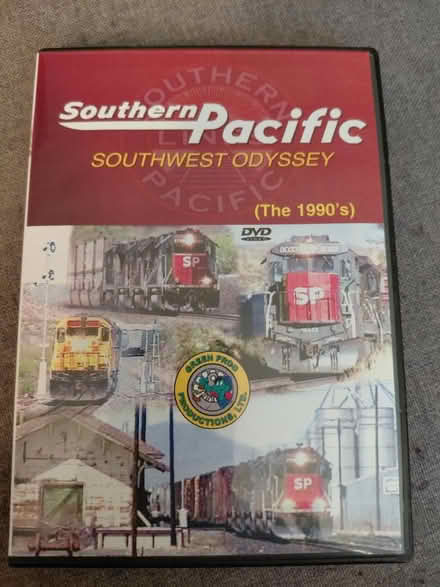 SOUTHERN
LINES
PACIFIC
Southern Pacific
SOUTHWEST ODYSSEY
(The 1990's)
DVD
SP
SP
GREEN FROG
PRODUCTIONS, LTD.
SP